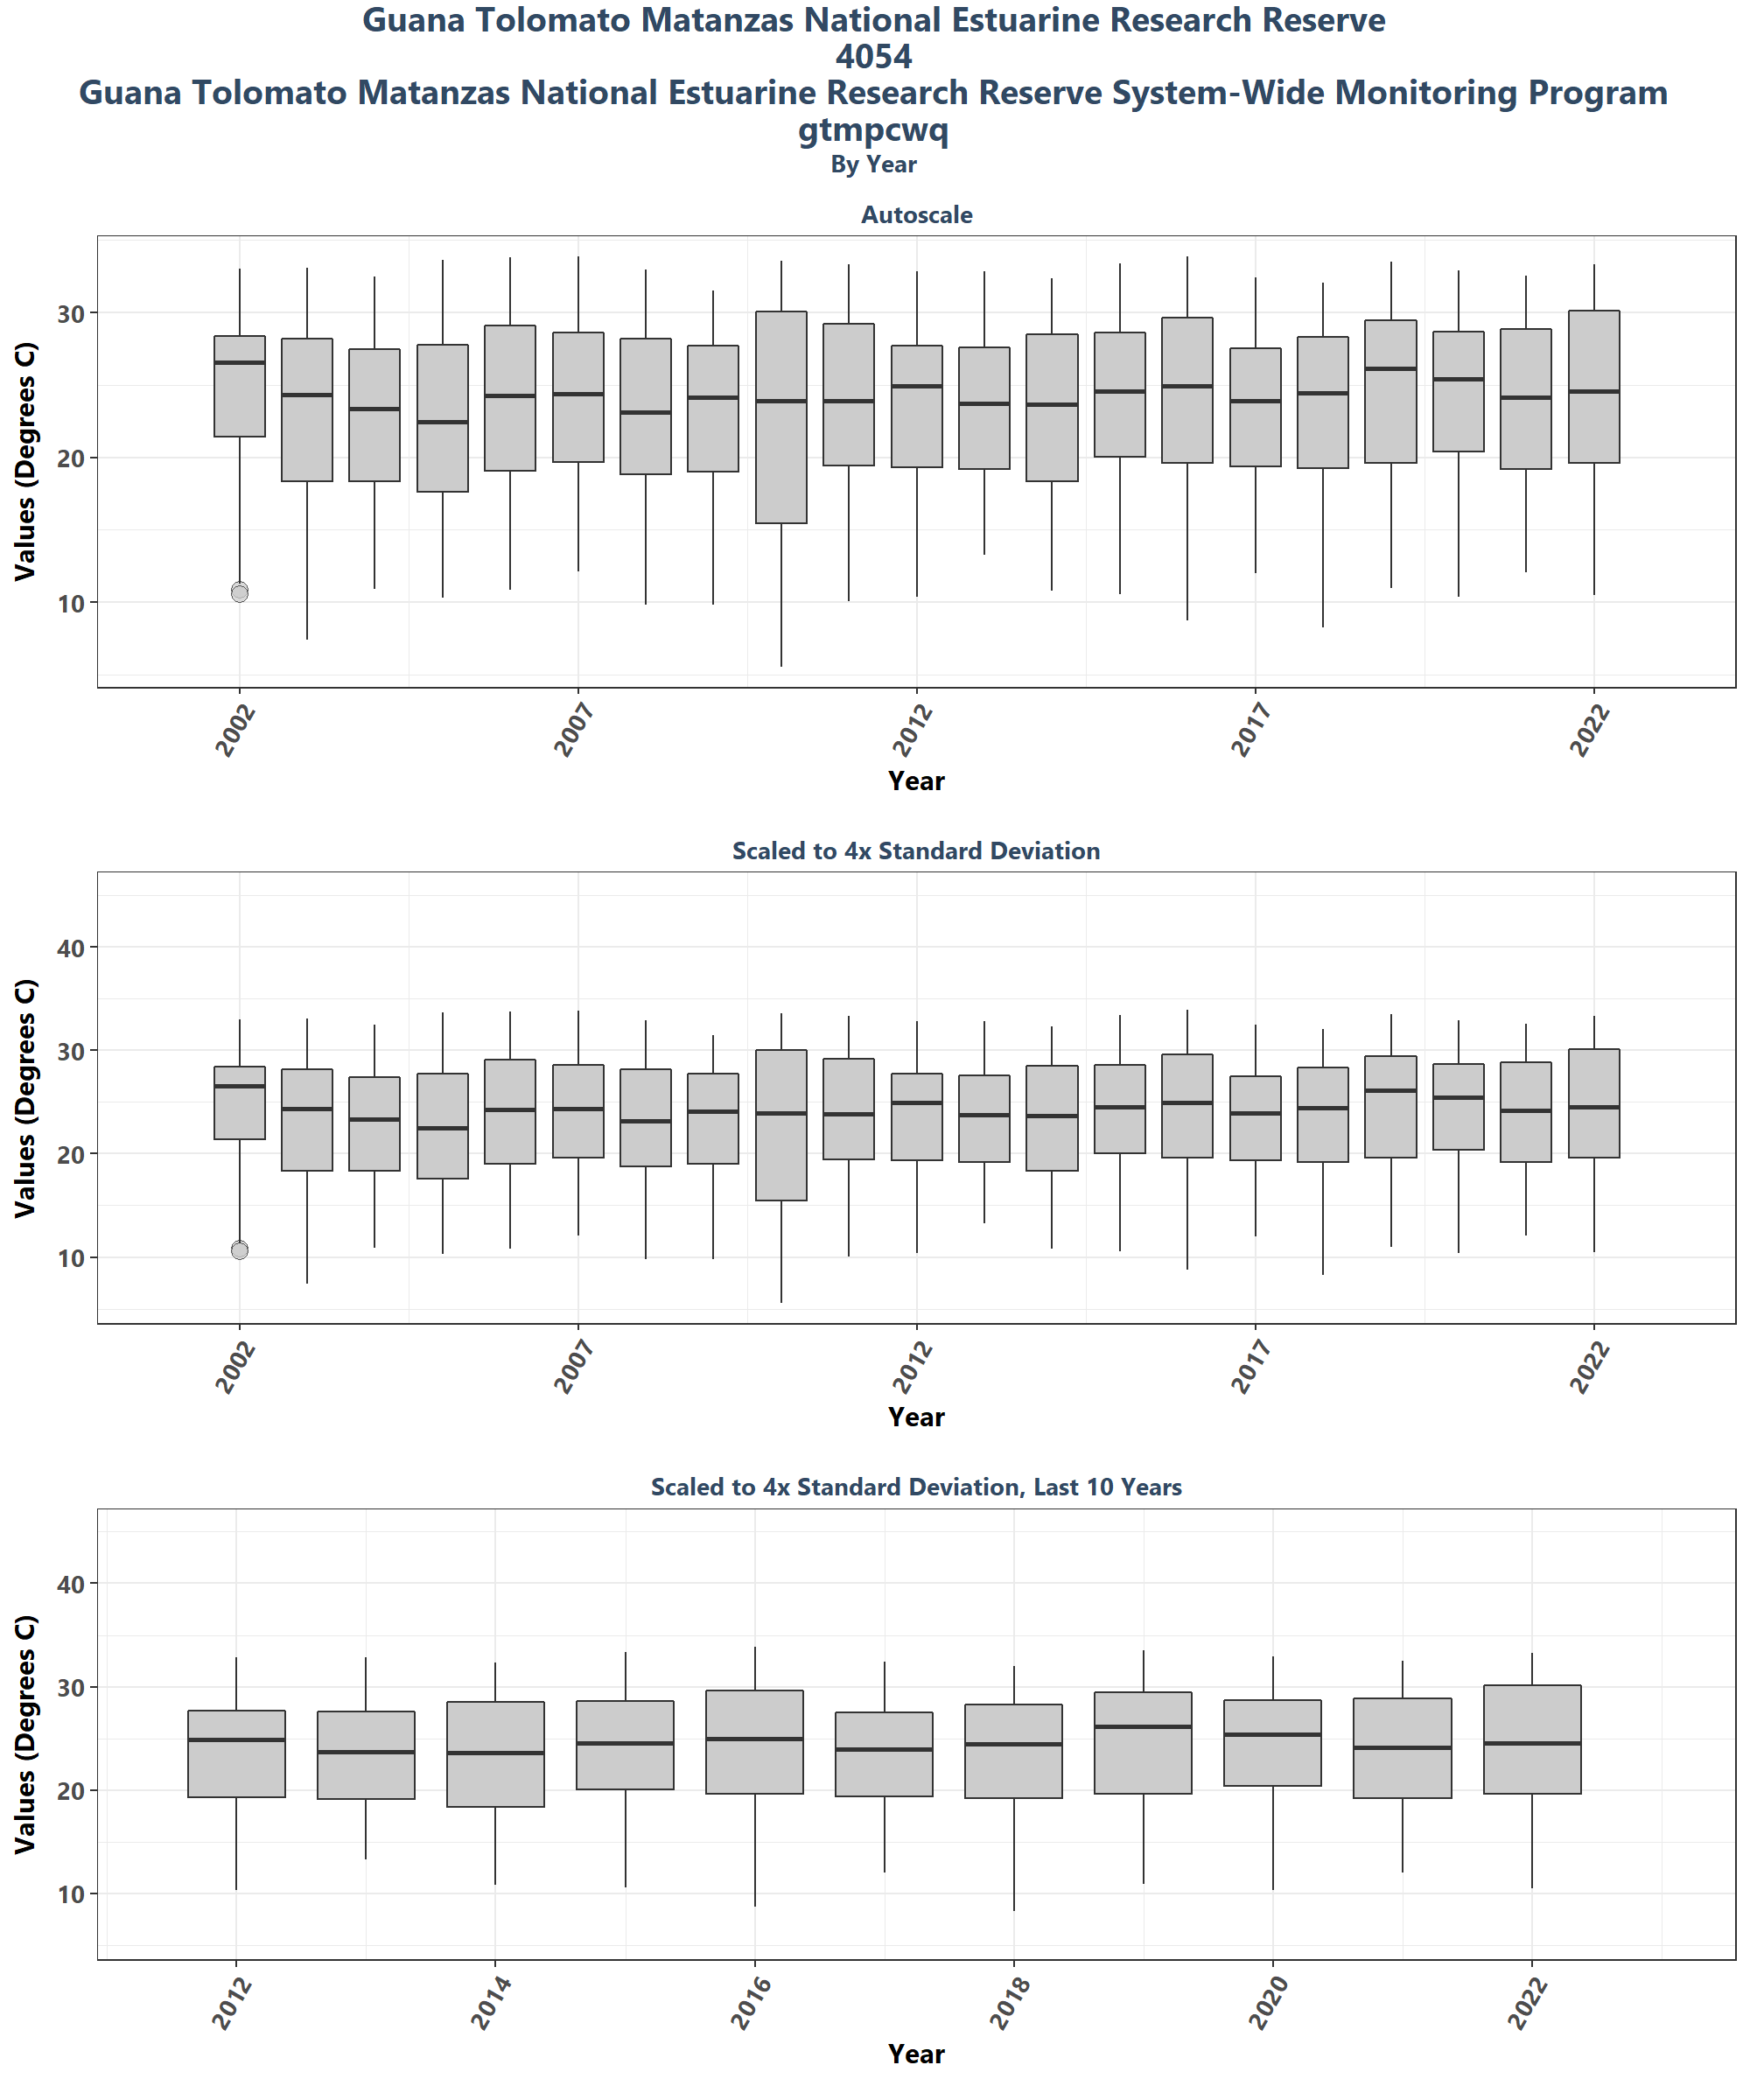 Guana Tolomato Matanzas National Estuarine Research Reserve
4054
Guana Tolomato Matanzas National Estuarine Research Reserve System-Wide Monitoring Program
gtmpcwq
By Year
Autoscale
Values (Degrees C)
30
20
10
2002
2007
2012
2017
2022
Year
Scaled to 4x Standard Deviation
Values (Degrees C)
40
30
20
10
2002
2007
2012
2017
2022
Year
Scaled to 4x Standard Deviation, Last 10 Years
Values (Degrees C)
40
30
20
10
2012
2014
2016
2018
2020
2022
Year